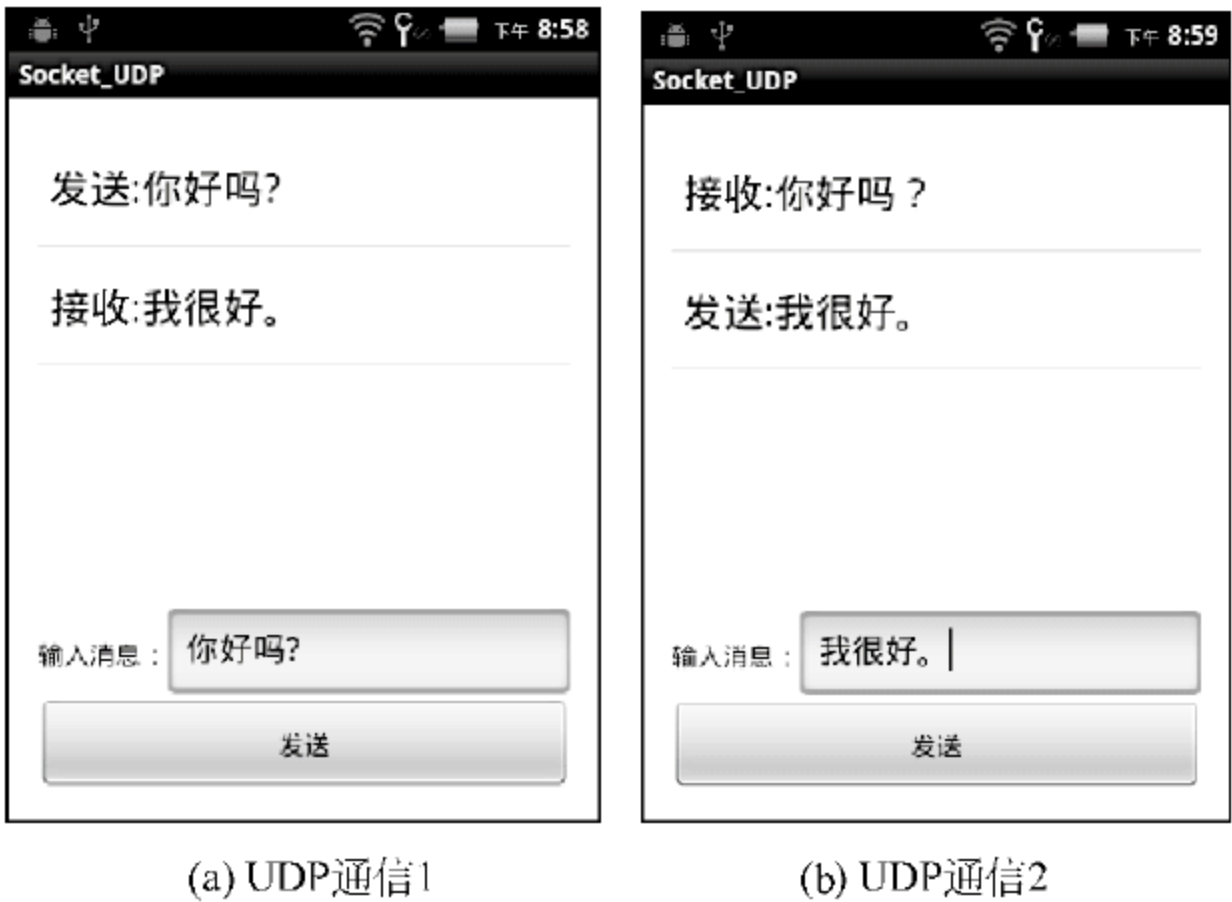 下午 8:58
Socket_UDP
发送:你好吗?
接收:我很好。
输入消息：
你好吗?
发送
(a) UDP通信1
下午 8:59
Socket_UDP
接收:你好吗？
发送:我很好。
输入消息：
我很好。
发送
(b) UDP通信2